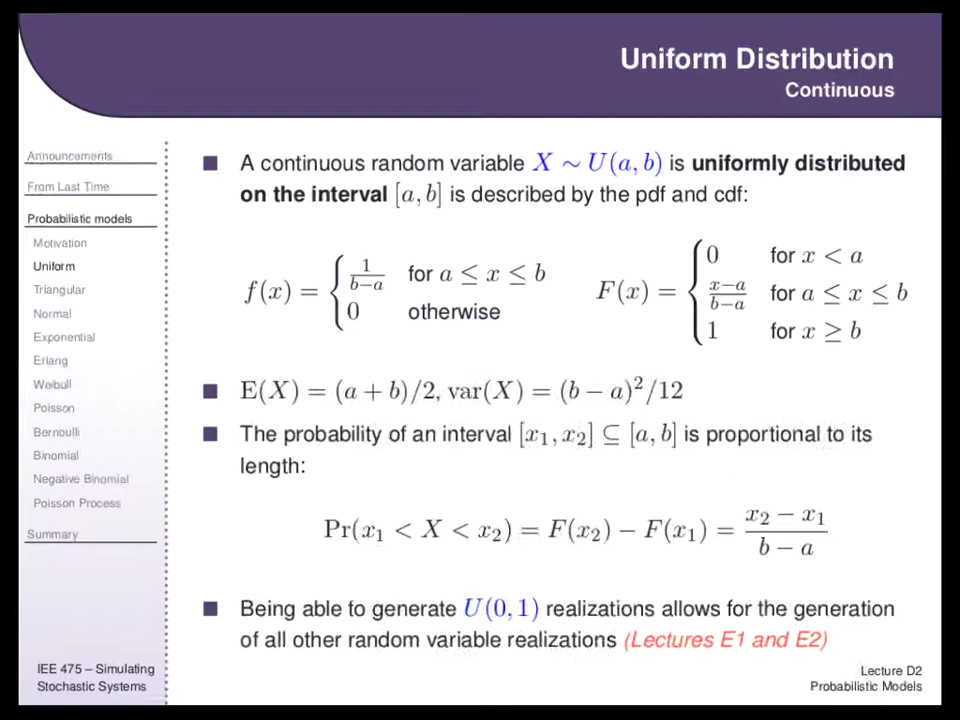 Uniform Distribution
Continuous
Announcements
From Last Time
Probabilistic models
Motivation
Uniform
Triangular
Normal
Exponential
Erlang
Weibull
Poisson
Bernoulli
Binomial
Negative Binomial
Poisson Process
Summary
IEE 475 – Simulating
Stochastic Systems
■ A continuous random variable X ∼ U(a, b) is uniformly distributed
on the interval [a, b] is described by the pdf and cdf:
f(x) = { 1/(b−a) for a ≤ x ≤ b
0 otherwise
F(x) = { 0 for x < a
(x−a)/(b−a) for a ≤ x ≤ b
1 for x ≥ b
■ E(X) = (a + b)/2, var(X) = (b − a)²/12
■ The probability of an interval [x₁, x₂] ⊆ [a, b] is proportional to its
length:
Pr(x₁ < X < x₂) = F(x₂) − F(x₁) = (x₂ − x₁)/(b − a)
■ Being able to generate U(0, 1) realizations allows for the generation
of all other random variable realizations (Lectures E1 and E2)
Lecture D2
Probabilistic Models